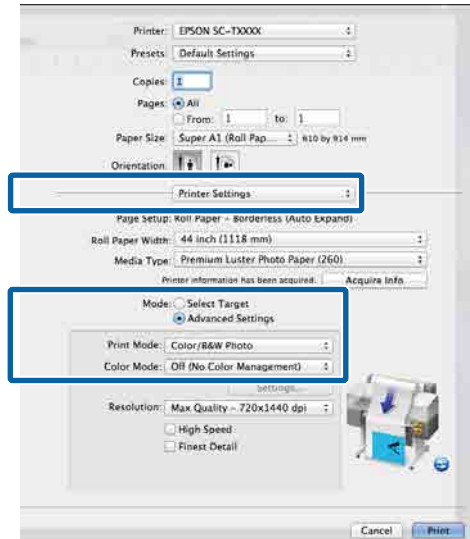 Printer: EPSON SC-TXXXX
Presets: Default Settings
Copies: 1
Pages: All
From: 1 to: 1
Paper Size: Super A1 (Roll Pap... 610 by 914 mm
Orientation:
Printer Settings
Page Setup: Roll Paper - Borderless (Auto Expand)
Roll Paper Width: 44 inch (1118 mm)
Media Type: Premium Luster Photo Paper (260)
Printer information has been acquired. Acquire Info
Mode: Select Target
Advanced Settings
Print Mode: Color/B&W Photo
Color Mode: Off (No Color Management)
Settings...
Resolution: Max Quality - 720x1440 dpi
High Speed
Finest Detail
A
Cancel Print